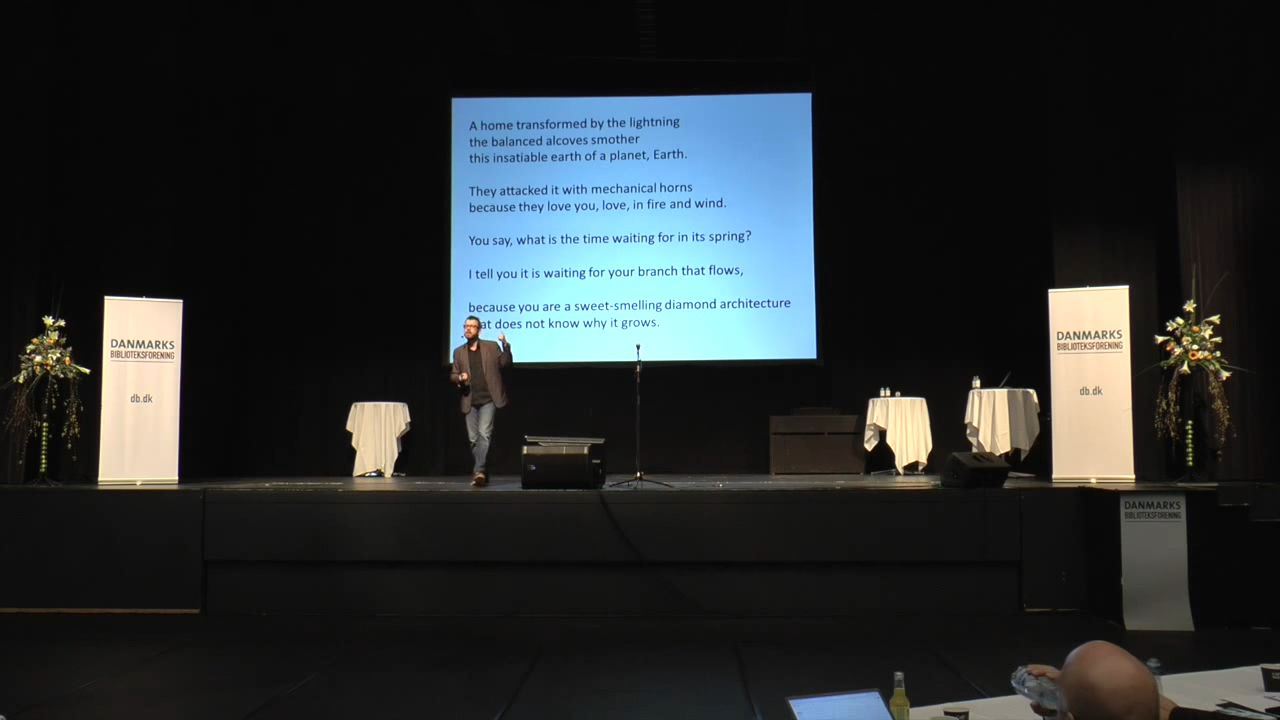 A home transformed by the lightning
the balanced alcoves smother
this insatiable earth of a planet, Earth.
They attacked it with mechanical horns
because they love you, love, in fire and wind.
You say, what is the time waiting for in its spring?
I tell you it is waiting for your branch that flows,
because you are a sweet-smelling diamond architecture
does not know why it grows.
DANMARKS
BIBLIOTEKSFORENING
db.dk
DANMARKS
BIBLIOTEKSFORENING
db.dk
DANMARKS
BIBLIOTEKSFORENING